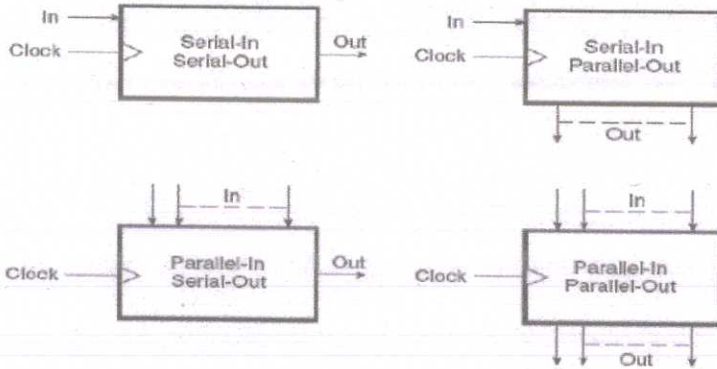 In
Clock
Serial-In
Serial-Out
Out
In
Clock
Serial-In
Parallel-Out
Out
In
Clock
Parallel-In
Serial-Out
Out
In
Clock
Parallel-In
Parallel-Out
Out